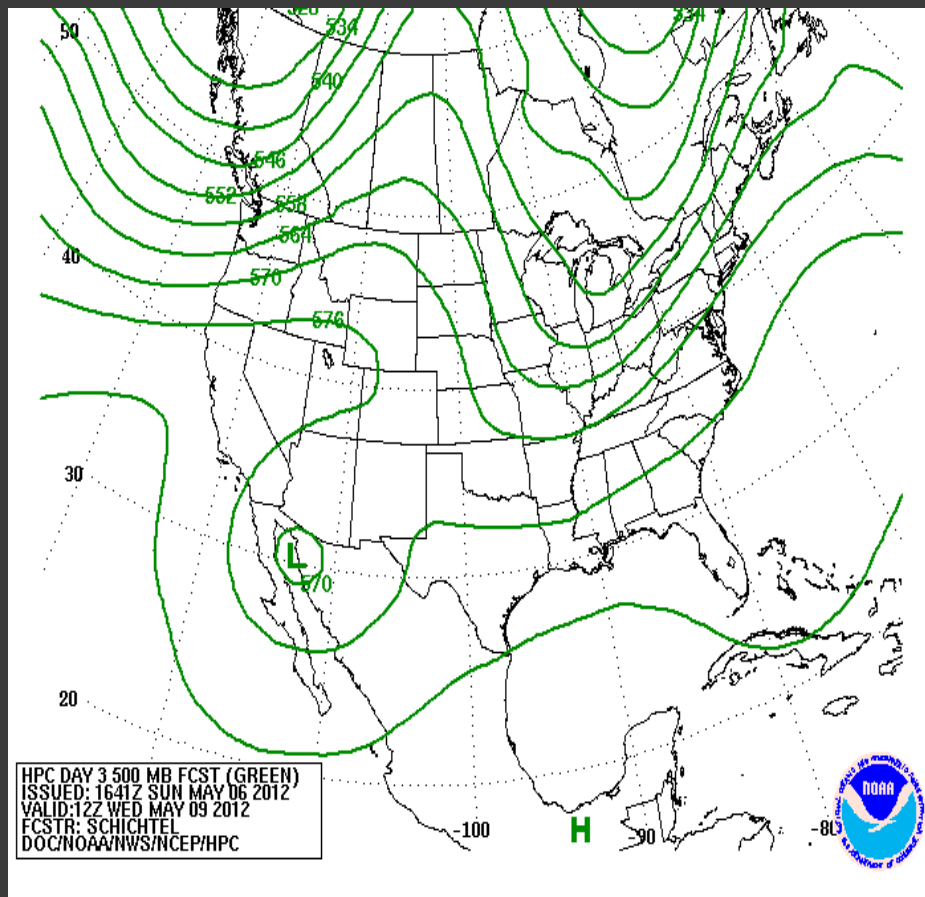 528
534
534
50
540
546
552
558
564
40
570
576
30
L
570
20
HPC DAY 3 500 MB FCST (GREEN)
ISSUED: 1641Z SUN MAY 06 2012
VALID:12Z WED MAY 09 2012
FCSTR: SCHICHTEL
DOC/NOAA/NWS/NCEP/HPC
-100
H
-90
-80
NOAA